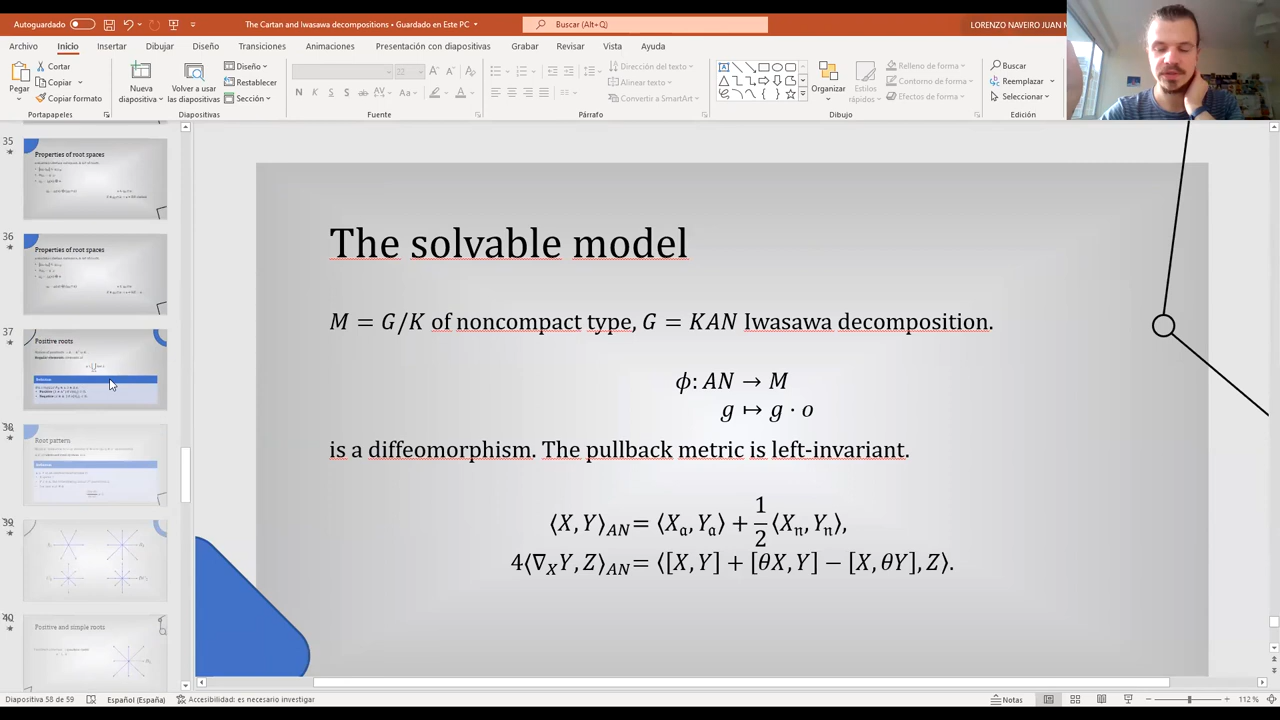 Autoguardado
The Cartan and Iwasawa decompositions • Guardado en Este PC
Buscar (Alt+Q)
LORENZO NAVEIRO JUAN M
Archivo Inicio Insertar Dibujar Diseño Transiciones Animaciones Presentación con diapositivas Grabar Revisar Vista Ayuda
Pegar
Cortar
Copiar
Copiar formato
Portapapeles
Nueva diapositiva
Volver a usar las diapositivas
Diseño
Restablecer
Sección
Diapositivas
Fuente
Dirección del texto
Alinear texto
Convertir a SmartArt
Párrafo
Organizar
Estilos rápidos
Relleno de forma
Contorno de forma
Efectos de forma
Dibujo
Buscar
Reemplazar
Seleccionar
Edición
35
Properties of root spaces
36
Properties of root spaces
37
Positive roots
38
Root pattern
39
40
Positive and simple roots
The solvable model
M = G/K of noncompact type, G = KAN Iwasawa decomposition.
ϕ: AN → M
g ↦ g · o
is a diffeomorphism. The pullback metric is left-invariant.
⟨X, Y⟩_AN = ⟨X_𝔞, Y_𝔞⟩ + 1/2 ⟨X_𝔫, Y_𝔫⟩,
4⟨∇_X Y, Z⟩_AN = ⟨[X, Y] + [θX, Y] − [X, θY], Z⟩.
Diapositiva 58 de 59
Español (España)
Accesibilidad: es necesario investigar
Notas
112 %